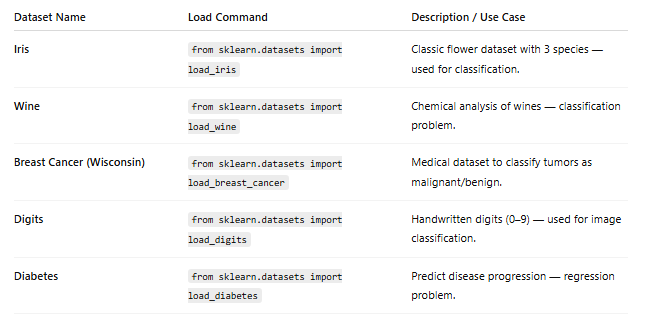 Dataset Name Load Command Description / Use Case
Iris from sklearn.datasets import Classic flower dataset with 3 species —
load_iris used for classification.
Wine from sklearn.datasets import Chemical analysis of wines — classification
load_wine problem.
Breast Cancer (Wisconsin) from sklearn.datasets import Medical dataset to classify tumors as
load_breast_cancer malignant/benign.
Digits from sklearn.datasets import Handwritten digits (0–9) — used for image
load_digits classification.
Diabetes from sklearn.datasets import Predict disease progression — regression
load_diabetes problem.